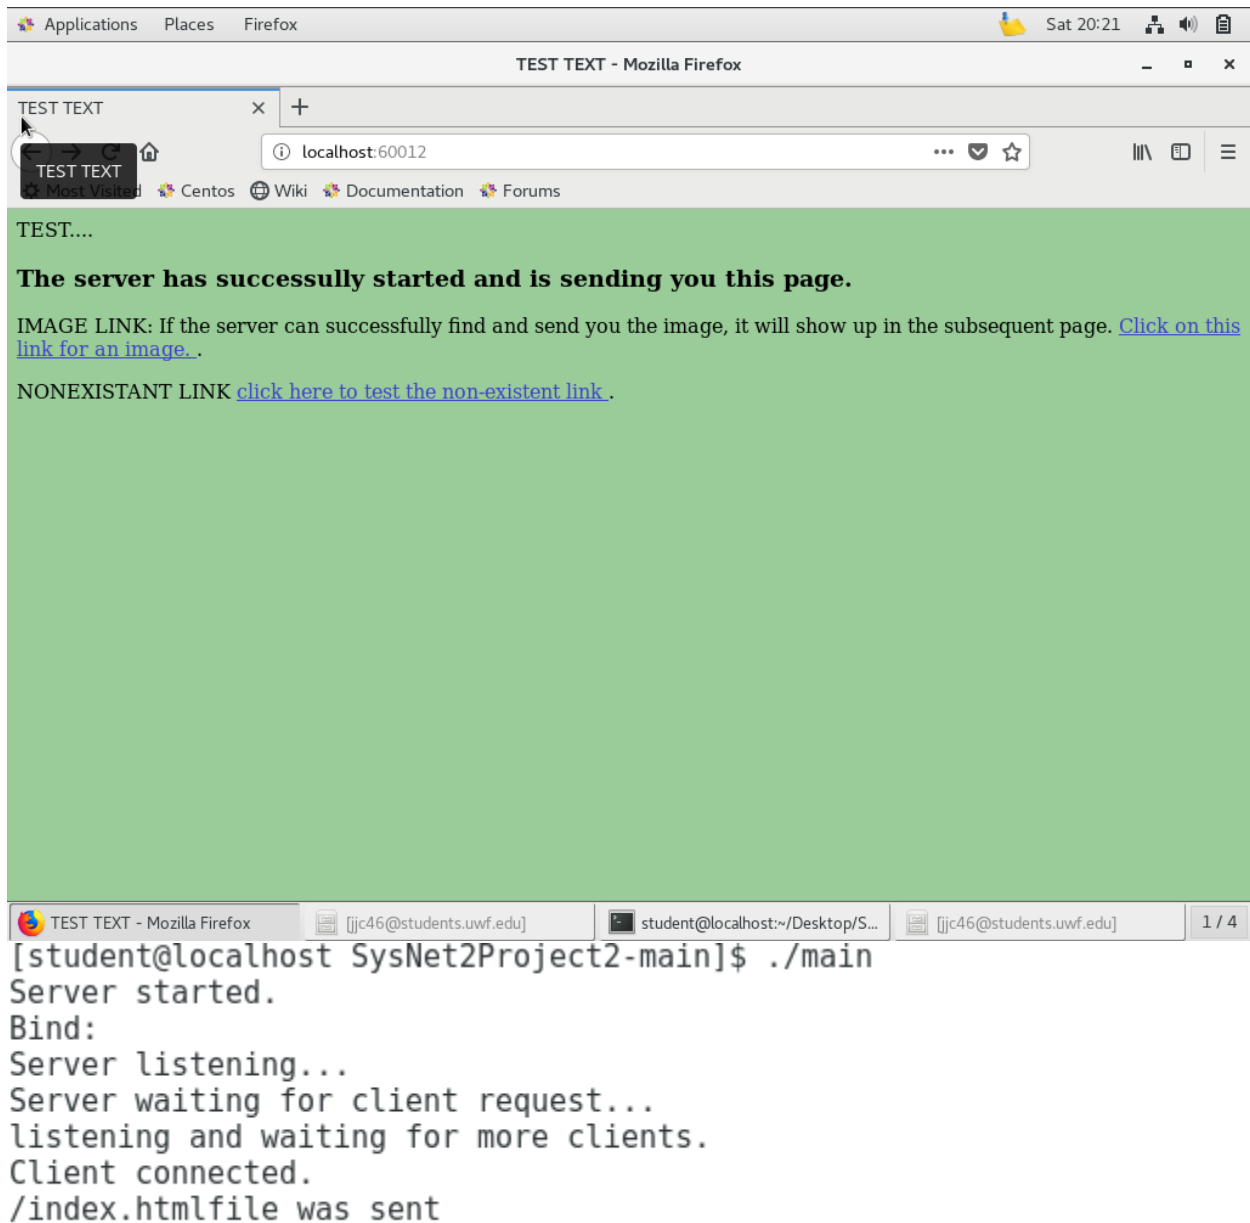 Applications Places Firefox Sat 20:21
TEST TEXT - Mozilla Firefox
TEST TEXT
localhost:60012
TEST TEXT
Most Visited Centos Wiki Documentation Forums
TEST....
The server has successully started and is sending you this page.
IMAGE LINK: If the server can successfully find and send you the image, it will show up in the subsequent page. Click on this
link for an image. .
NONEXISTANT LINK click here to test the non-existent link .
TEST TEXT - Mozilla Firefox [jjc46@students.uwf.edu] student@localhost:~/Desktop/S... [jjc46@students.uwf.edu] 1 / 4
[student@localhost SysNet2Project2-main]$ ./main
Server started.
Bind:
Server listening...
Server waiting for client request...
listening and waiting for more clients.
Client connected.
/index.htmlfile was sent